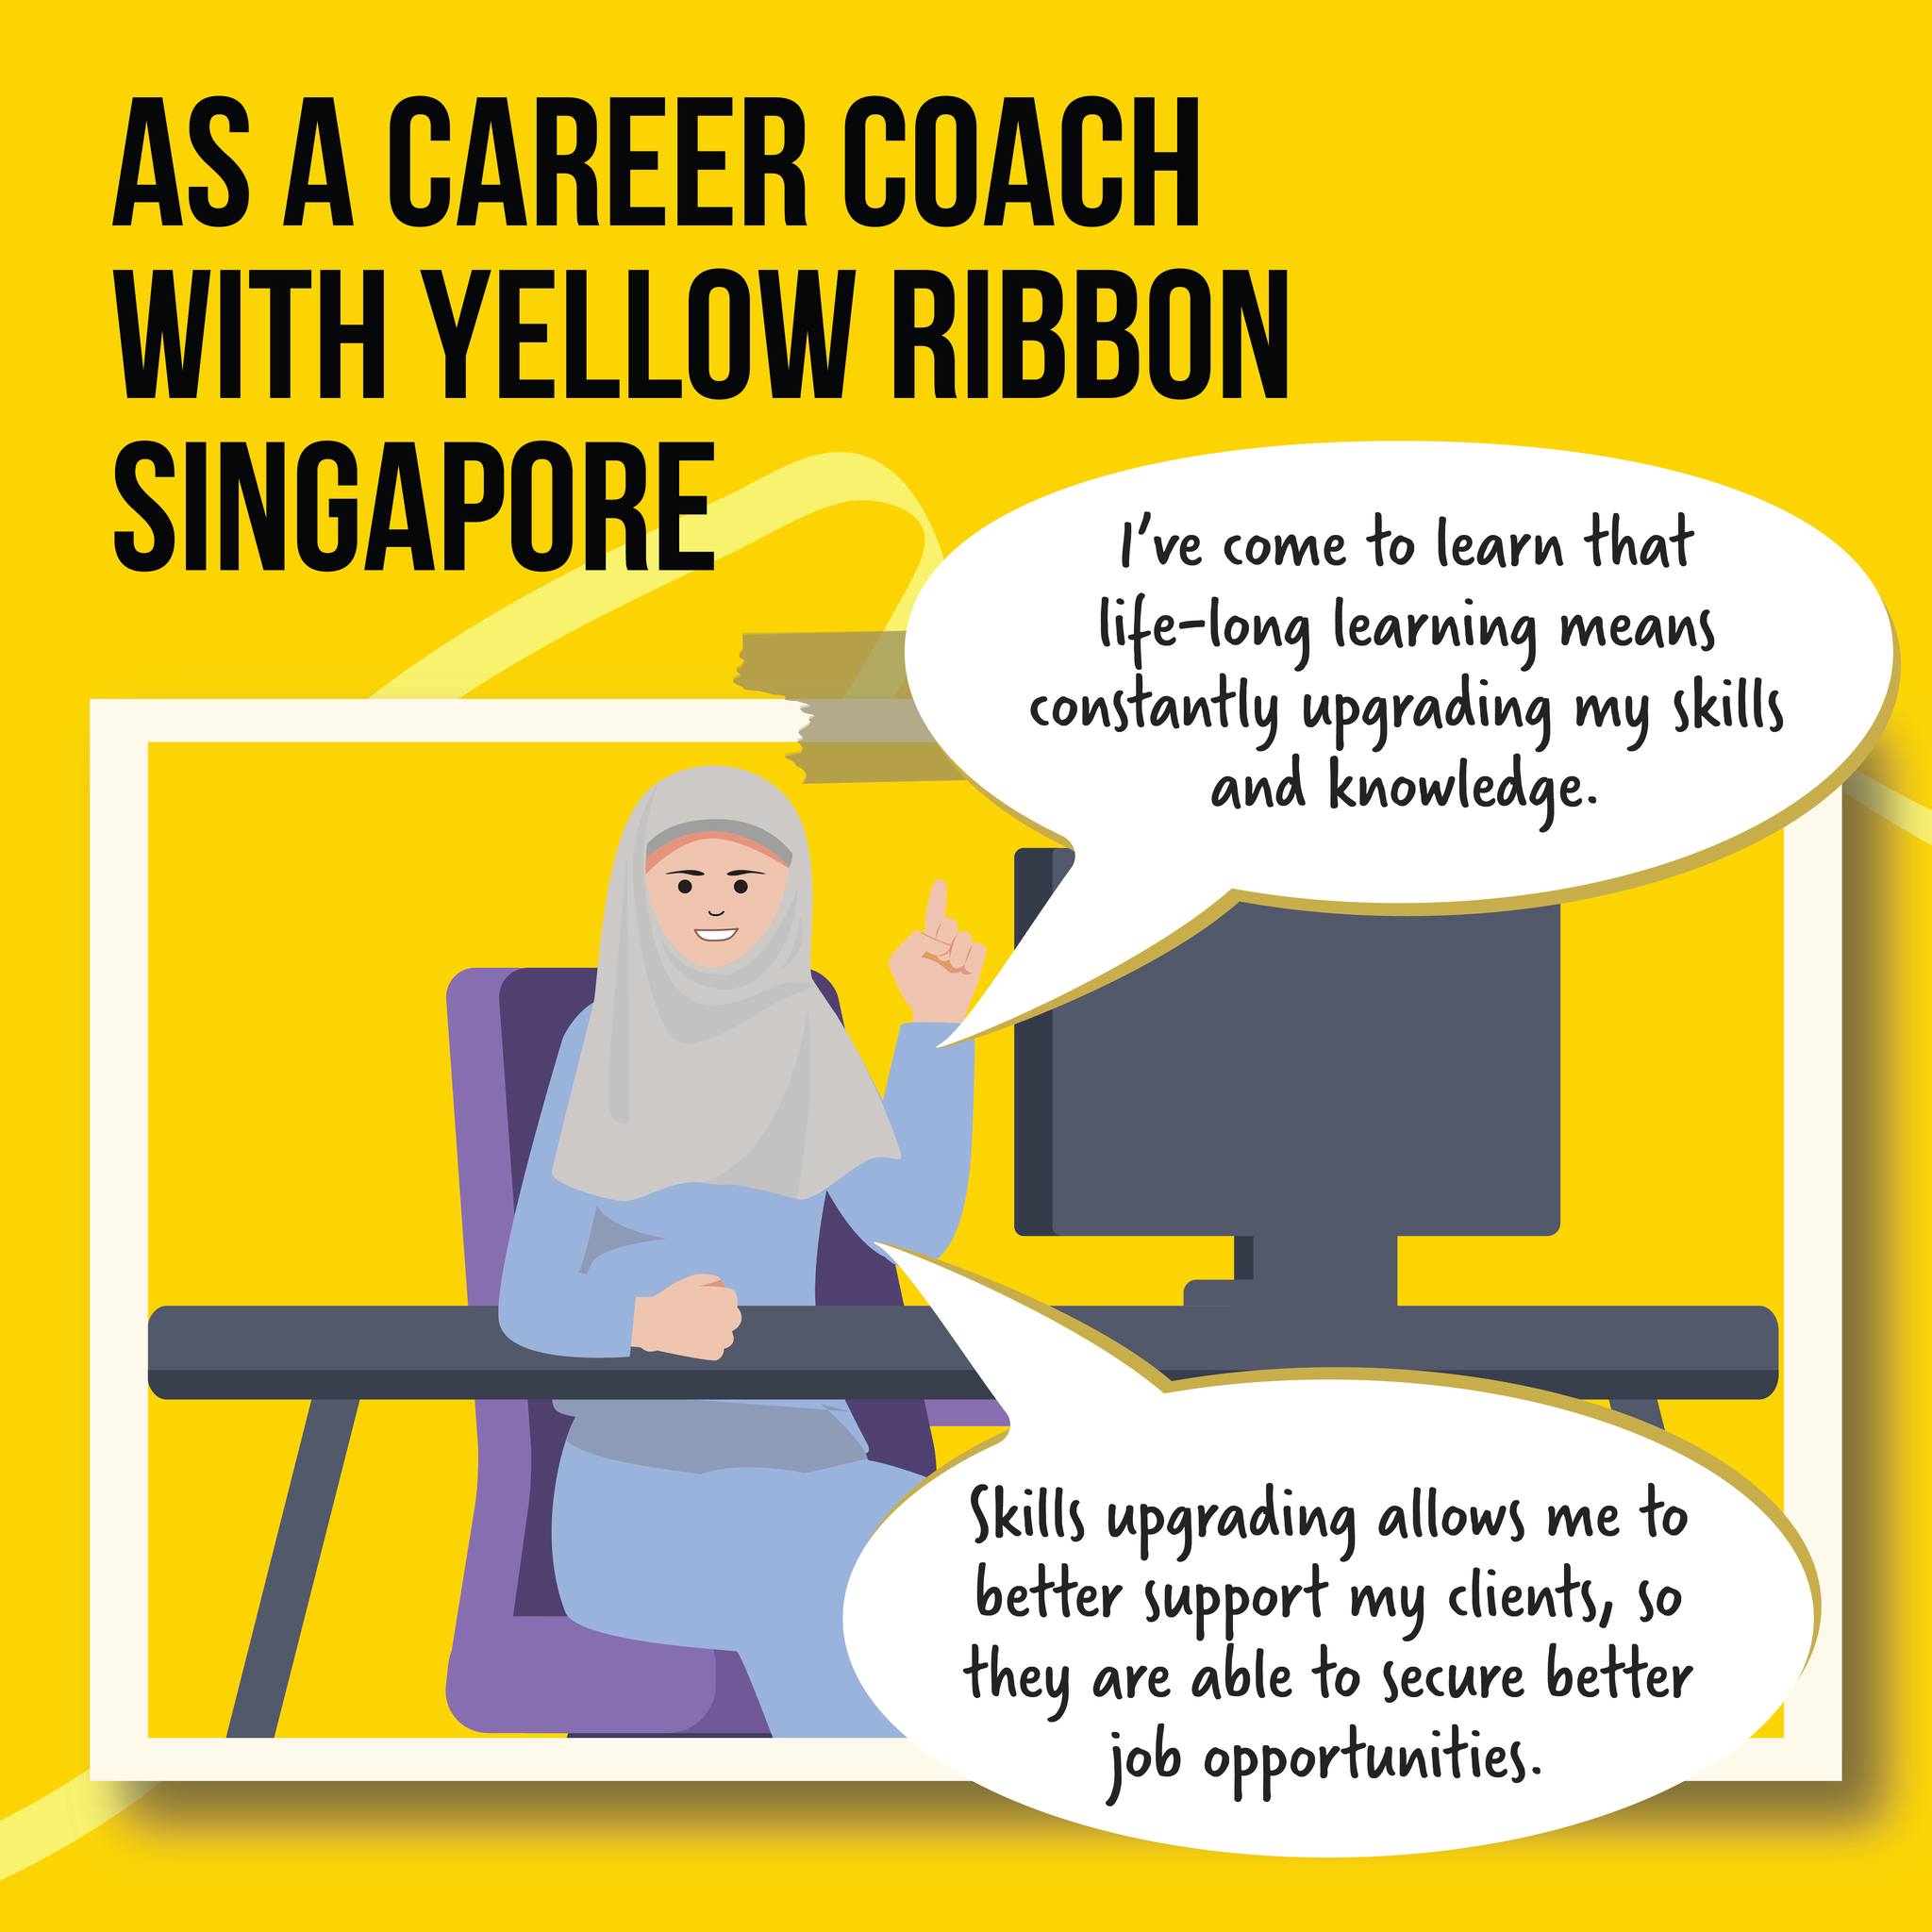 AS A CAREER COACH
WITH YELLOW RIBBON
SINGAPORE
I've come to learn that
life-long learning means
constantly upgrading my skills
and knowledge.
Skills upgrading allows me to
better support my clients, so
they are able to secure better
job opportunities.